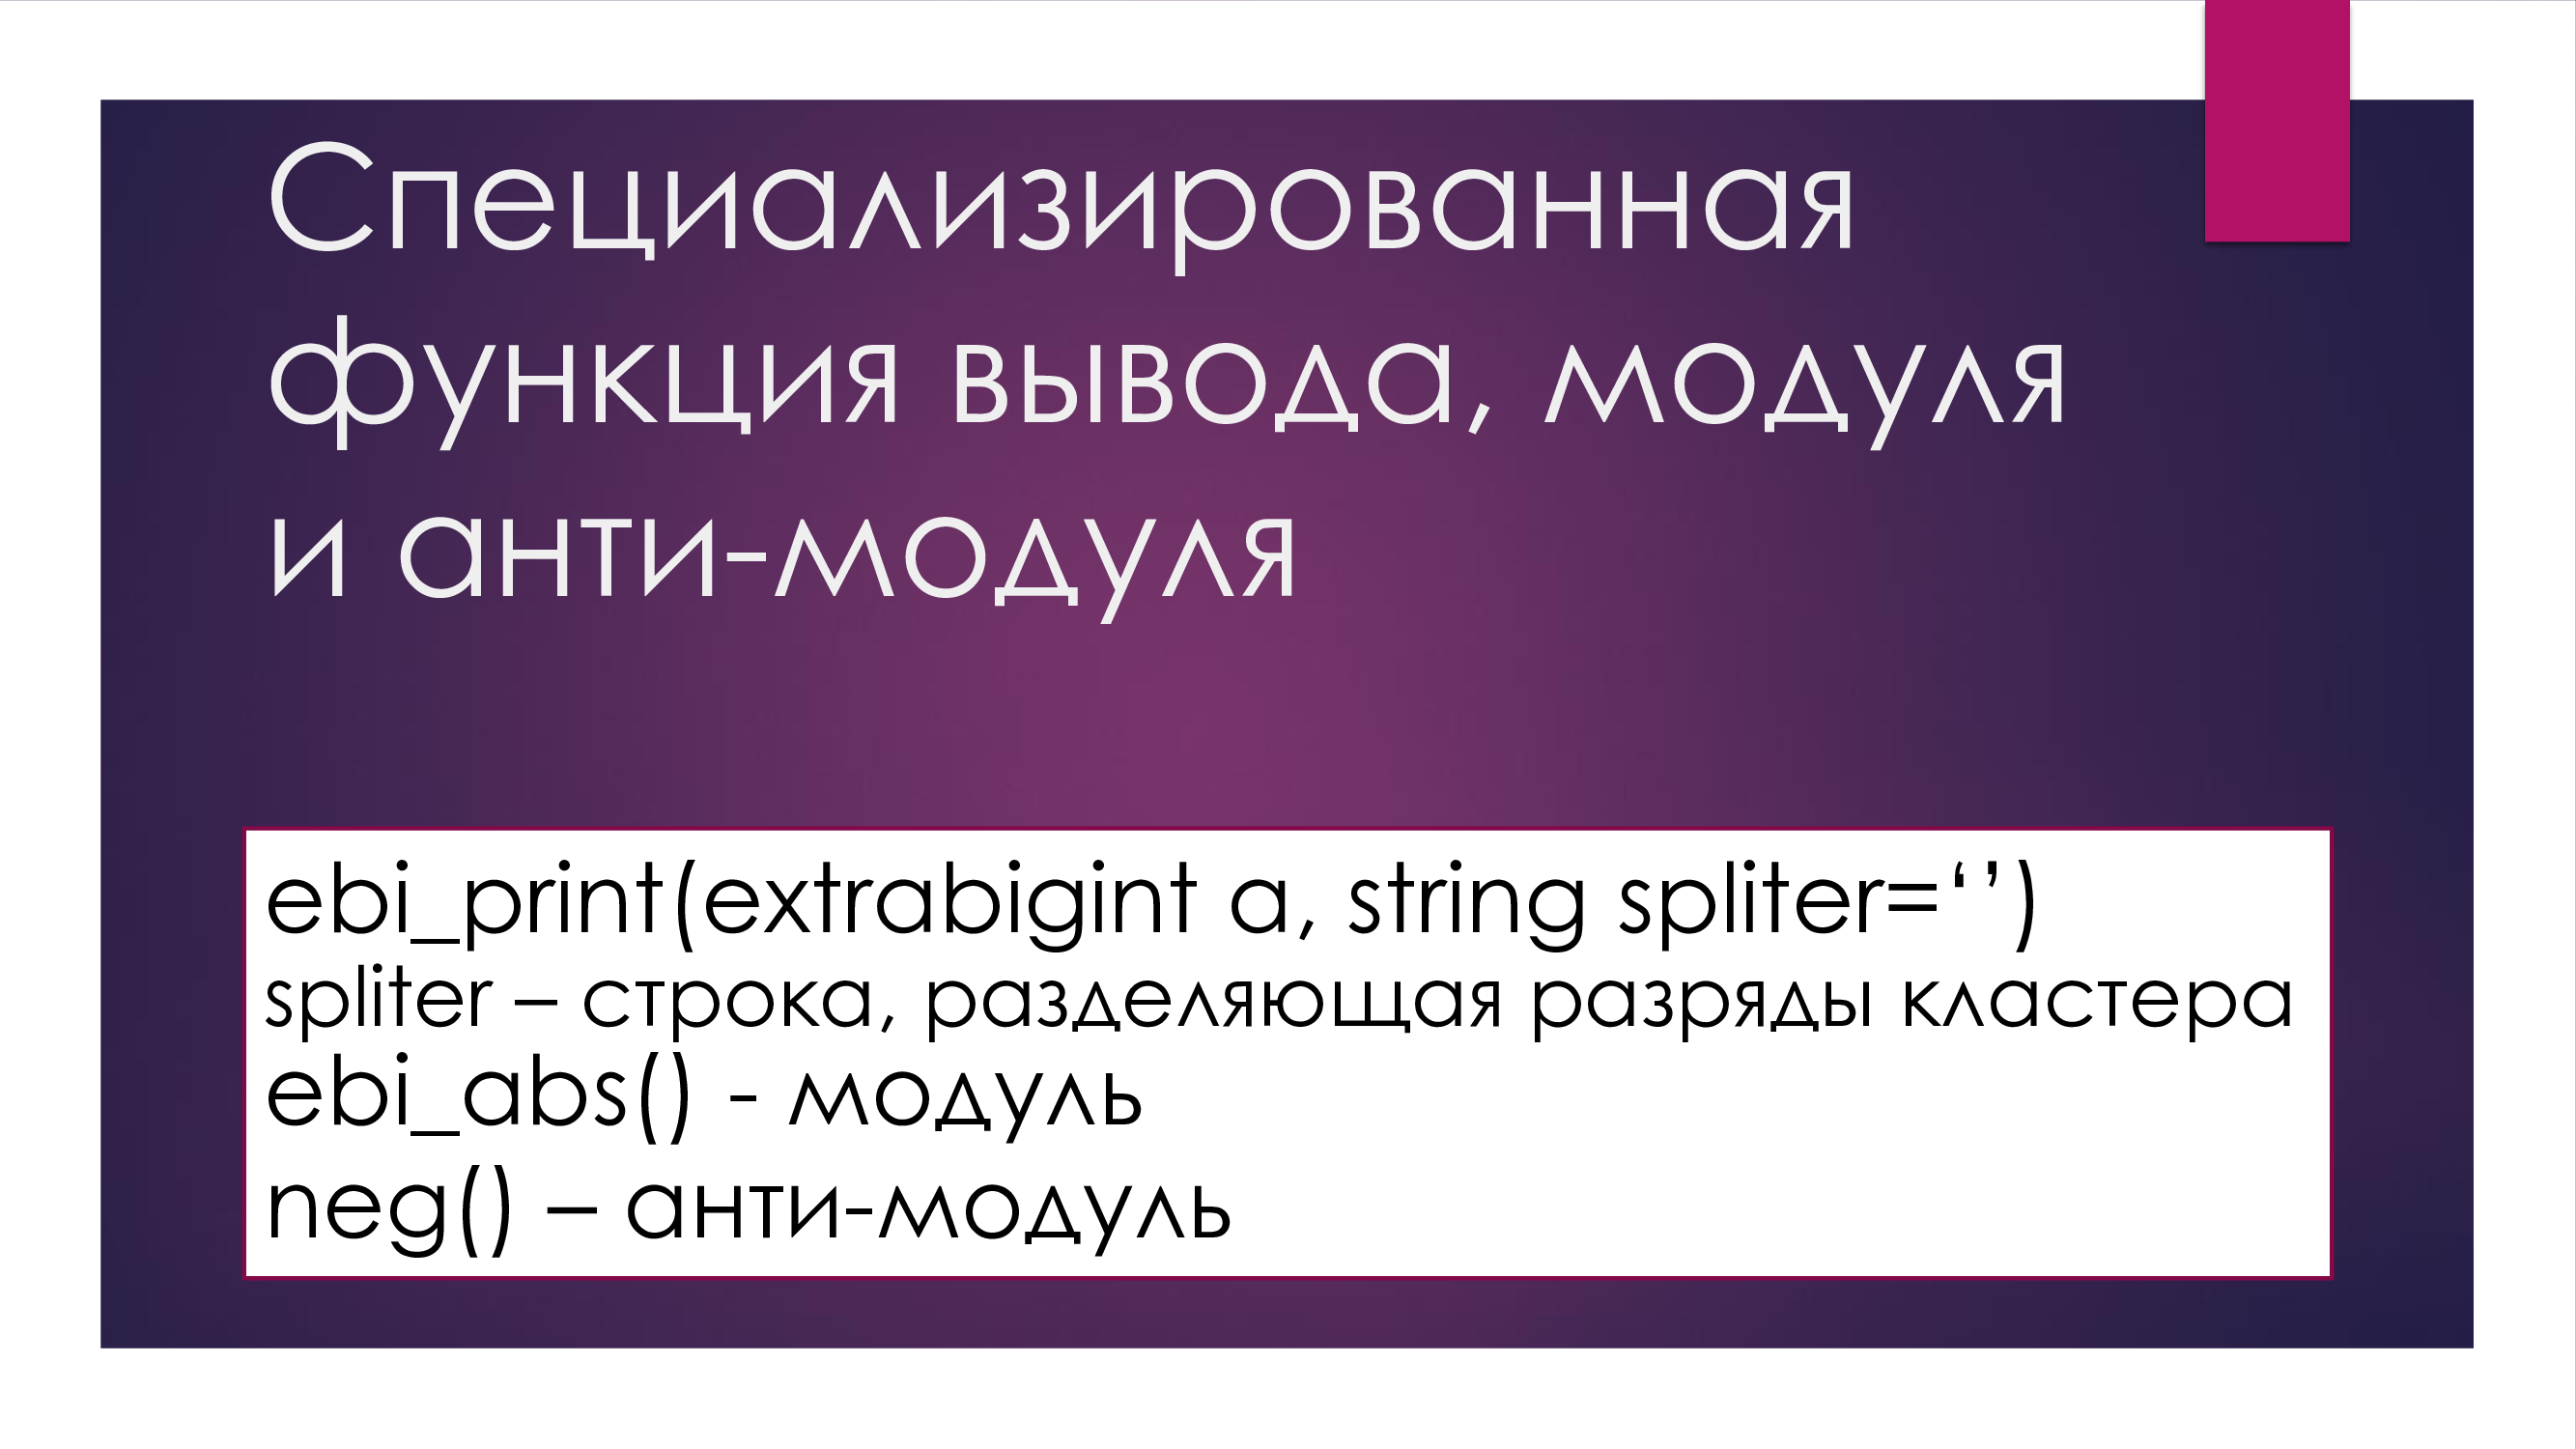 Специализированная
функция вывода, модуля
и анти-модуля
ebi_print(extrabigint a, string spliter=‘’)
spliter – строка, разделяющая разряды кластера
ebi_abs() - модуль
neg() – анти-модуль